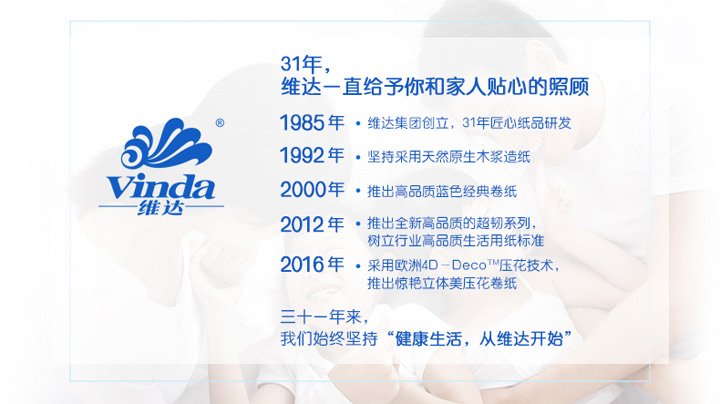 31年，
维达一直给予你和家人贴心的照顾
1985年 • 维达集团创立，31年匠心纸品研发
1992年 • 坚持采用天然原生木浆造纸
2000年 • 推出高品质蓝色经典卷纸
2012年 • 推出全新高品质的超韧系列，
树立行业高品质生活用纸标准
2016年 • 采用欧洲4D－Deco™压花技术，
推出惊艳立体美压花卷纸
三十一年来，
我们始终坚持“健康生活，从维达开始”
®
Vinda
维达